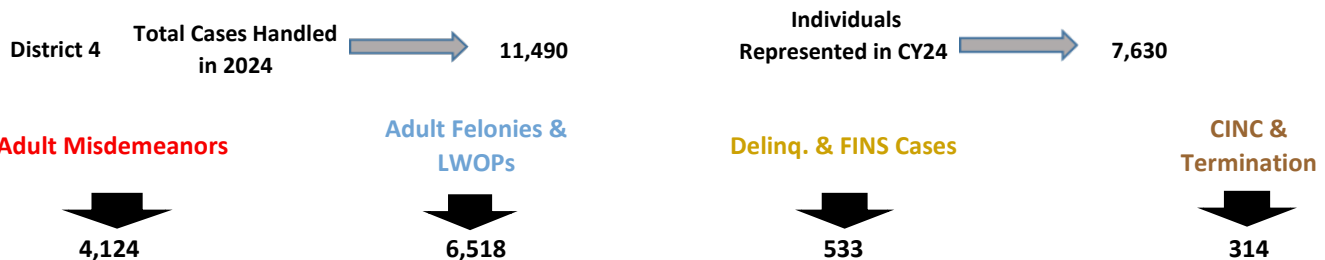 District 4
Total Cases Handled
in 2024
11,490
Individuals
Represented in CY24
7,630
Adult Misdemeanors
Adult Felonies &
LWOPs
Delinq. & FINS Cases
CINC &
Termination
4,124
6,518
533
314